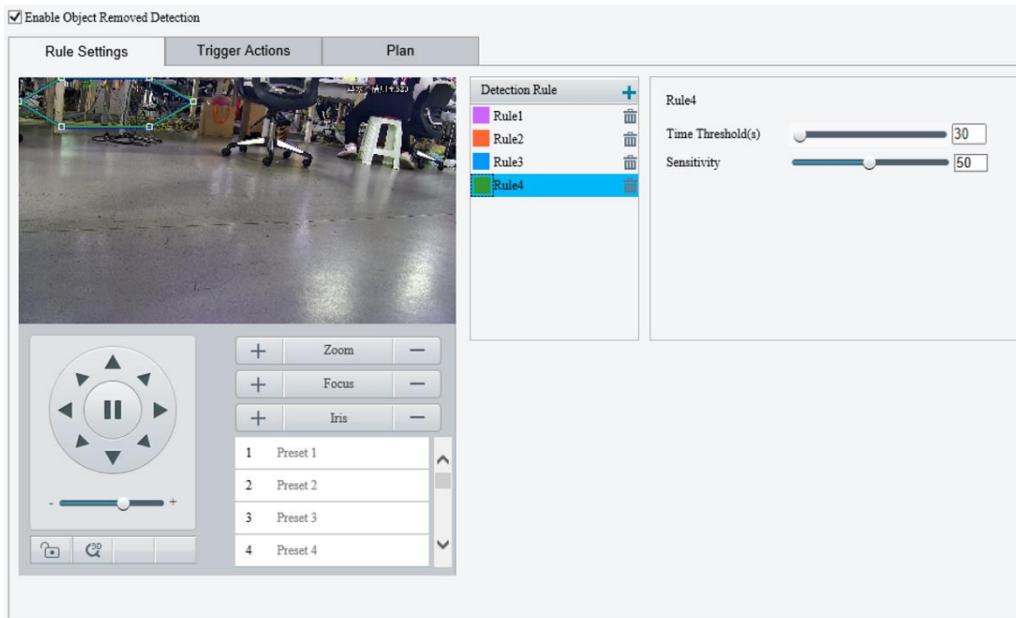 Enable Object Removed Detection
Rule Settings
Trigger Actions
Plan
Detection Rule
Rule1
Rule2
Rule3
Rule4
Rule4
Time Threshold(s)
30
Sensitivity
50
+ Zoom −
+ Focus −
+ Iris −
1 Preset 1
2 Preset 2
3 Preset 3
4 Preset 4
- +
3D